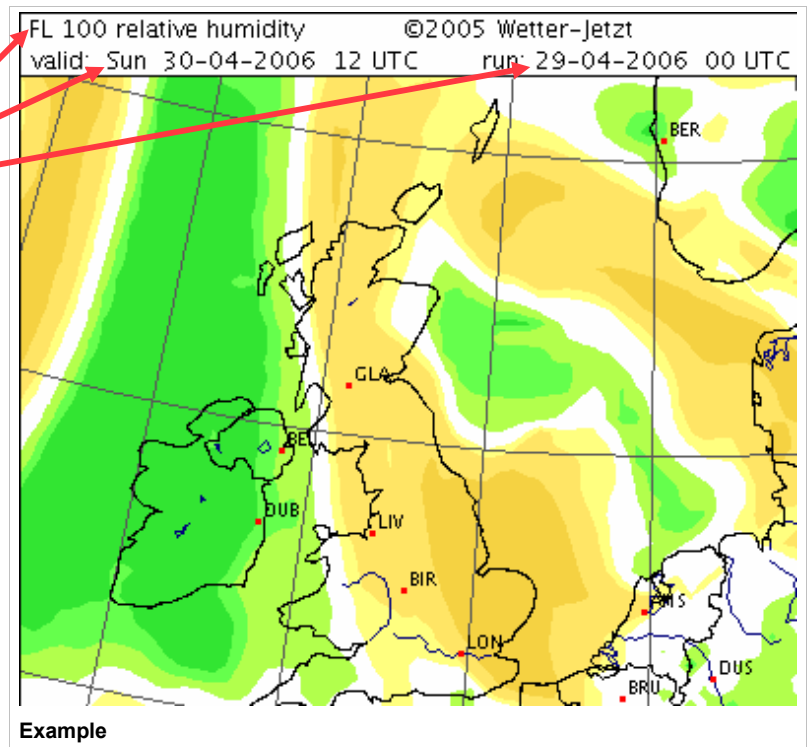 FL 100 relative humidity ©2005 Wetter-Jetzt
valid: Sun 30-04-2006 12 UTC run: 29-04-2006 00 UTC
BER
GLA
BE
DUB
LIV
BIR
AMS
LON
DUS
BRU
Example